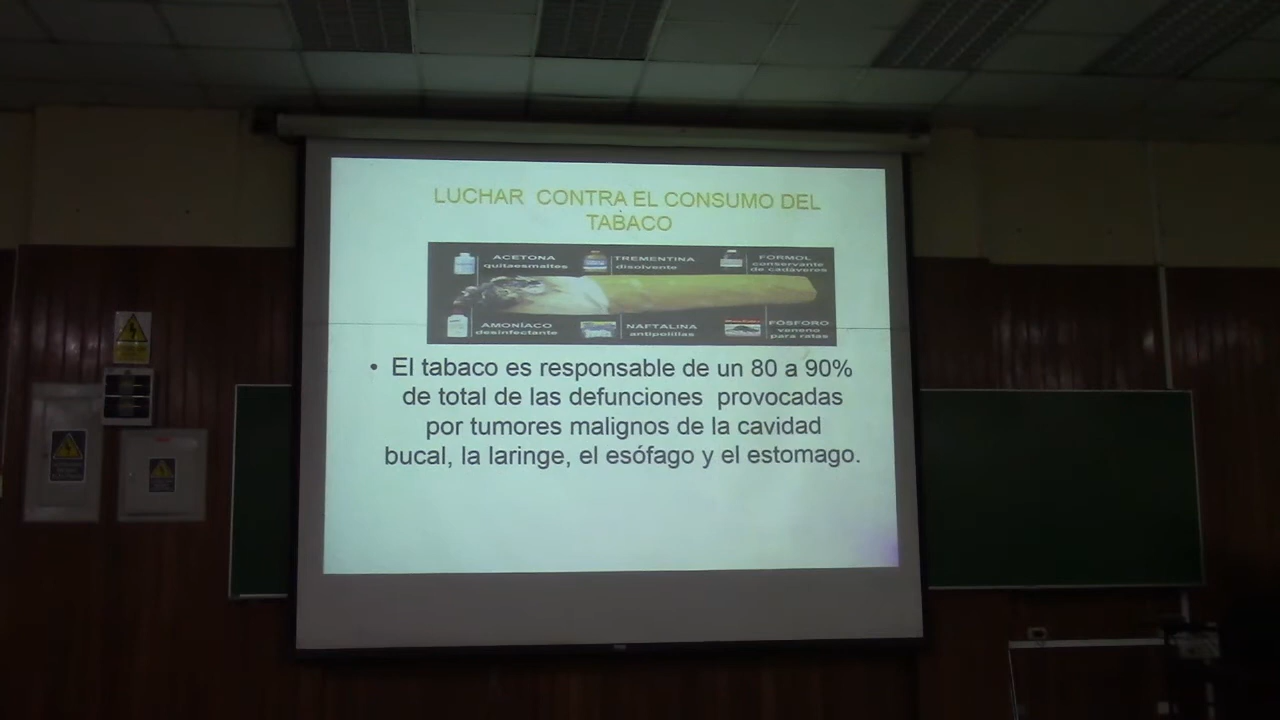 LUCHAR CONTRA EL CONSUMO DEL
TABACO
ACETONA
quitaesmaltes
TREMENTINA
disolvente
FORMOL
conservante
de cadáveres
AMONÍACO
desinfectante
NAFTALINA
antipolillas
FÓSFORO
veneno
para ratas
• El tabaco es responsable de un 80 a 90%
de total de las defunciones provocadas
por tumores malignos de la cavidad
bucal, la laringe, el esófago y el estomago.